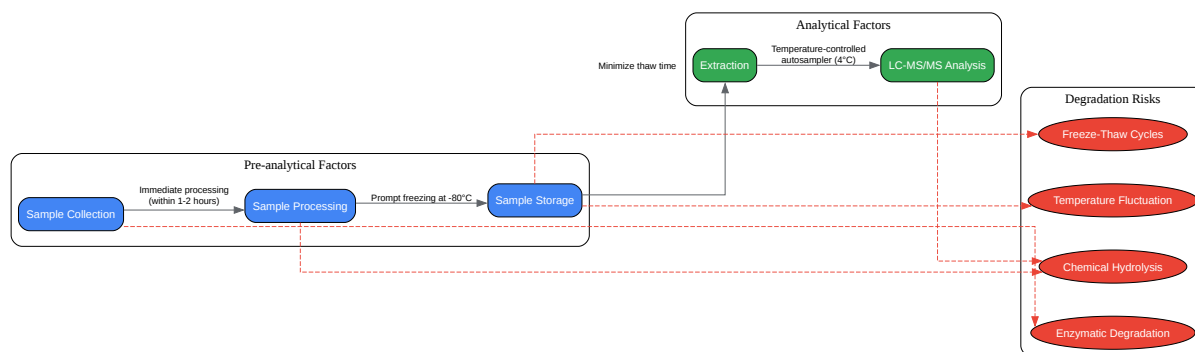 Analytical Factors
Minimize thaw time
Extraction
Temperature-controlled
autosampler (4°C)
LC-MS/MS Analysis
Degradation Risks
Freeze-Thaw Cycles
Temperature Fluctuation
Chemical Hydrolysis
Enzymatic Degradation
Pre-analytical Factors
Sample Collection
Immediate processing
(within 1-2 hours)
Sample Processing
Prompt freezing at -80°C
Sample Storage